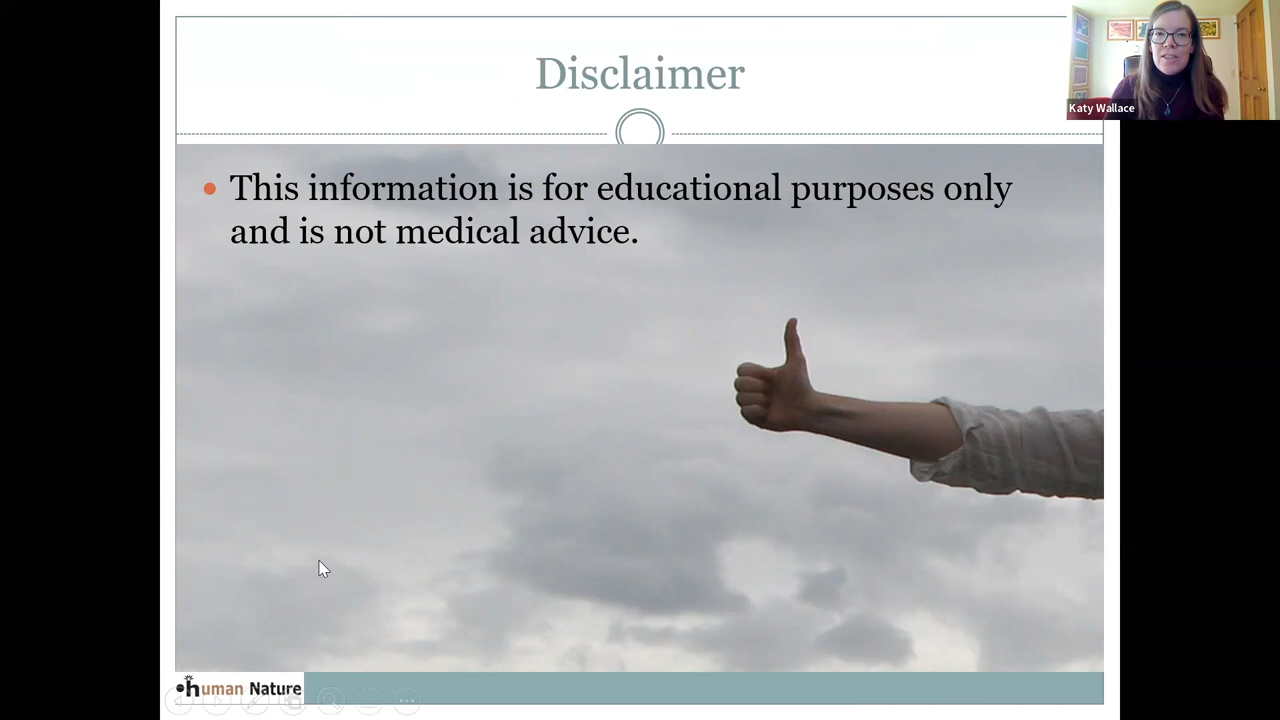 Disclaimer
Katy Wallace
• This information is for educational purposes only
and is not medical advice.
human Nature